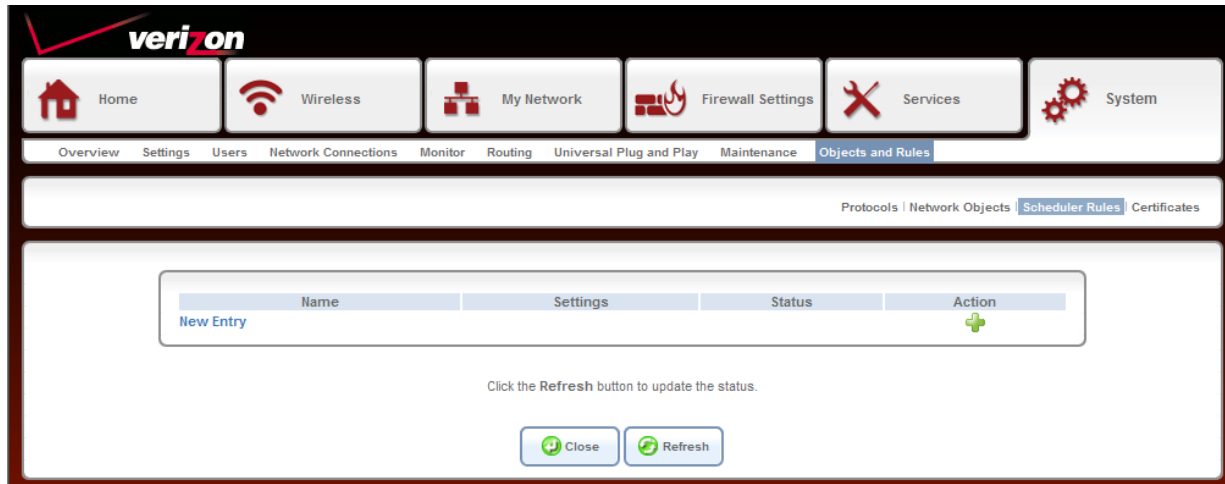 verizon
Home Wireless My Network Firewall Settings Services System
Overview Settings Users Network Connections Monitor Routing Universal Plug and Play Maintenance Objects and Rules
Protocols | Network Objects | Scheduler Rules | Certificates
Name Settings Status Action
New Entry
Click the Refresh button to update the status.
Close Refresh